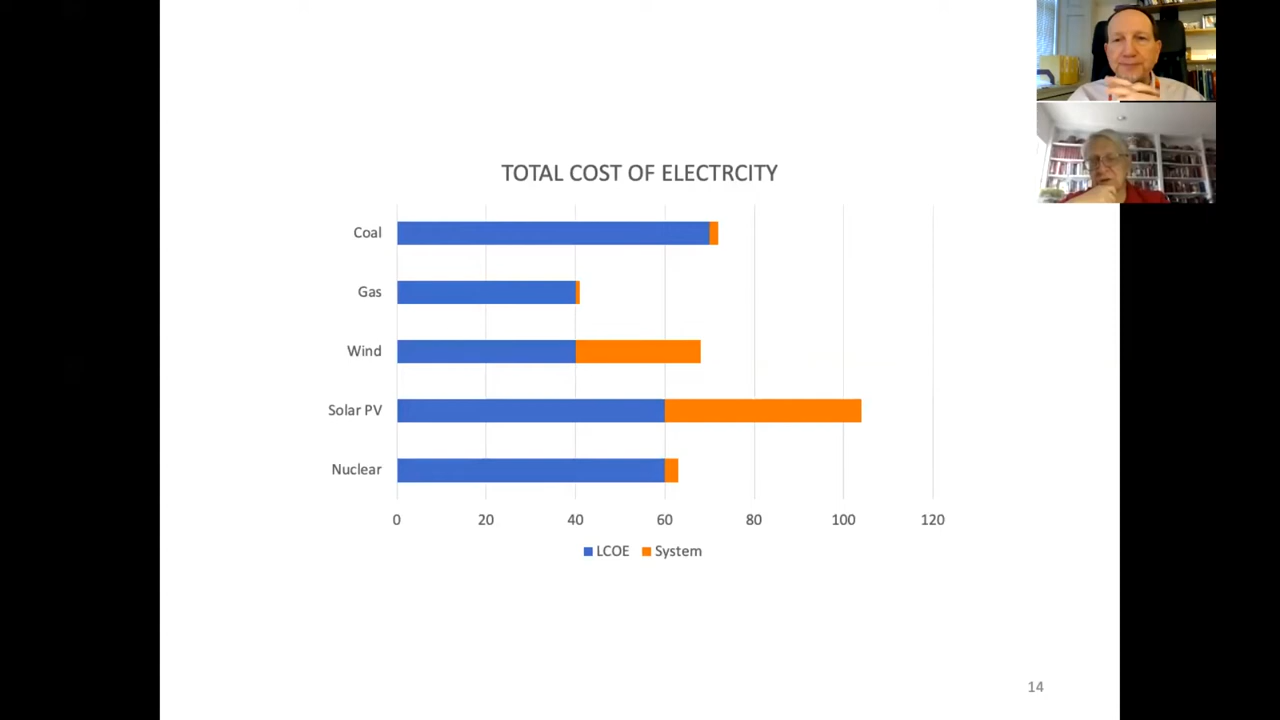 TOTAL COST OF ELECTRCITY
Coal
Gas
Wind
Solar PV
Nuclear
0 20 40 60 80 100 120
LCOE System
14